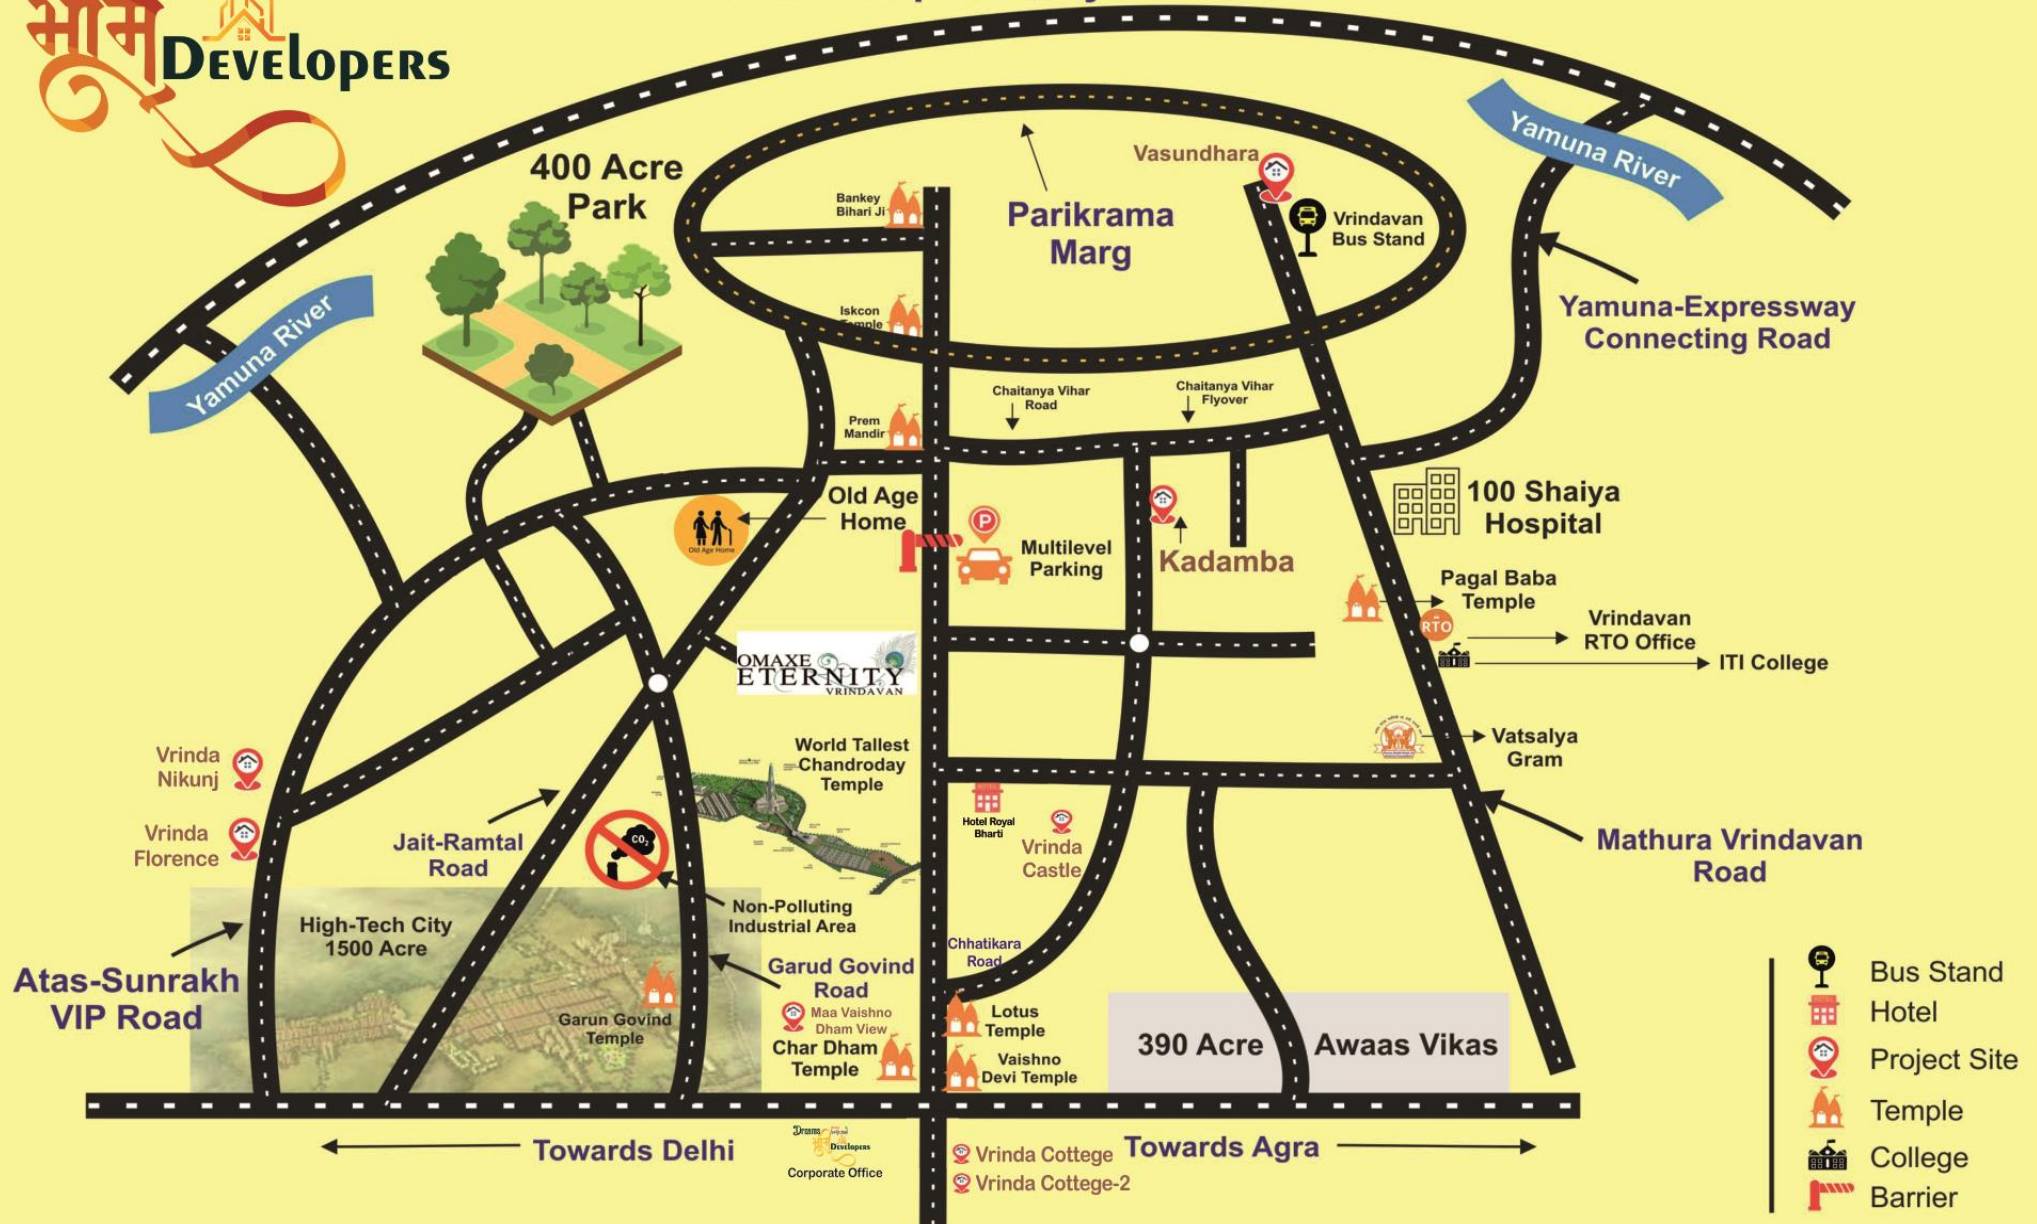 भूमि
DEVElOPERS
400 Acre
Park
Yamuna River
Yamuna River
Bankey
Bihari Ji
Parikrama
Marg
Vasundhara
Vrindavan
Bus Stand
Iskcon
Temple
Yamuna-Expressway
Connecting Road
Chaitanya Vihar
Road
Chaitanya Vihar
Flyover
Prem
Mandir
Old Age
Home
Old Age Home
P
Multilevel
Parking
Kadamba
100 Shaiya
Hospital
Pagal Baba
Temple
RTO
Vrindavan
RTO Office
ITI College
OMAXE
ETERNITY
VRINDAVAN
World Tallest
Chandroday
Temple
Vatsalya
Gram
Vrinda
Nikunj
Vrinda
Florence
Jait-Ramtal
Road
CO₂
Hotel Royal
Bharti
Vrinda
Castle
Mathura Vrindavan
Road
Non-Polluting
Industrial Area
High-Tech City
1500 Acre
Atas-Sunrakh
VIP Road
Garud Govind
Road
Chhatikara
Road
Garun Govind
Temple
Maa Vaishno
Dham View
Char Dham
Temple
Lotus
Temple
Vaishno
Devi Temple
390 Acre
Awaas Vikas
Towards Delhi
Dreams
Developers
Corporate Office
Vrinda Cottege
Vrinda Cottege-2
Towards Agra
Bus Stand
Hotel
Project Site
Temple
College
Barrier